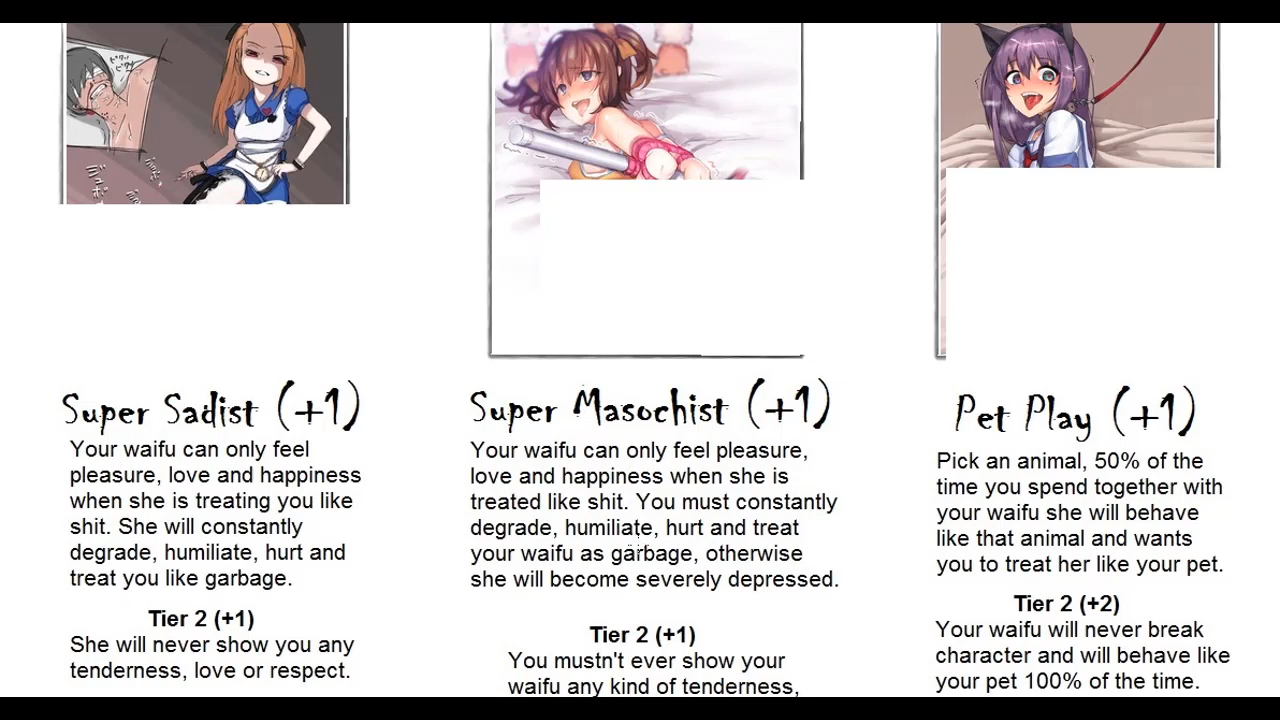 Super Sadist (+1)
Your waifu can only feel
pleasure, love and happiness
when she is treating you like
shit. She will constantly
degrade, humiliate, hurt and
treat you like garbage.
Tier 2 (+1)
She will never show you any
tenderness, love or respect.
Super Masochist (+1)
Your waifu can only feel pleasure,
love and happiness when she is
treated like shit. You must constantly
degrade, humiliate, hurt and treat
your waifu as garbage, otherwise
she will become severely depressed.
Tier 2 (+1)
You mustn't ever show your
waifu any kind of tenderness,
Pet Play (+1)
Pick an animal, 50% of the
time you spend together with
your waifu she will behave
like that animal and wants
you to treat her like your pet.
Tier 2 (+2)
Your waifu will never break
character and will behave like
your pet 100% of the time.